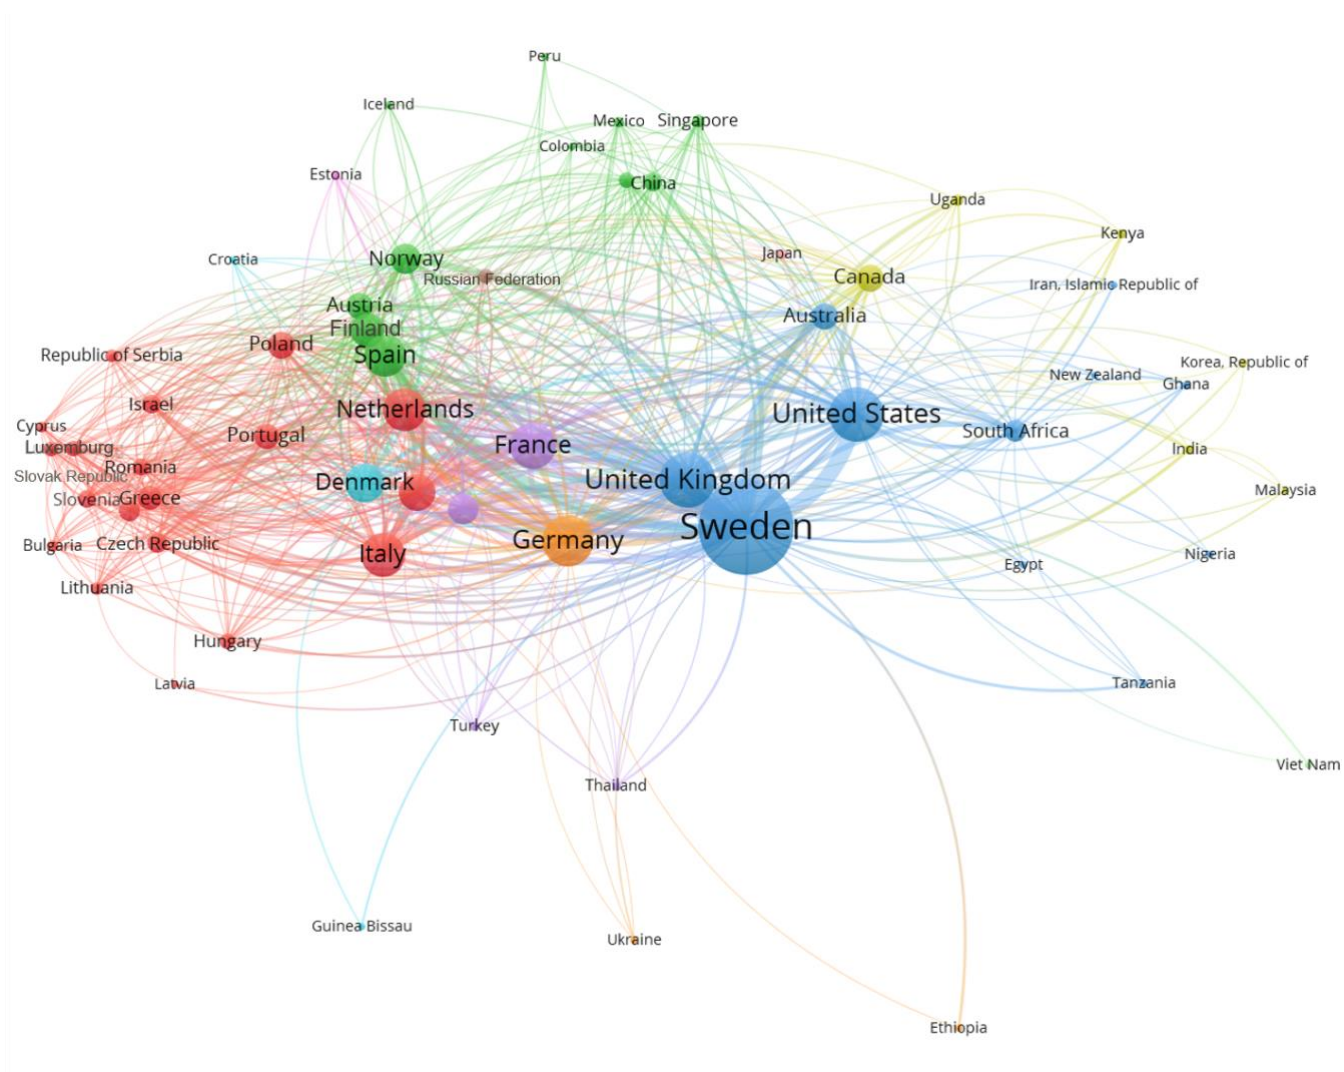 Peru
Iceland
Mexico
Singapore
Colombia
Estonia
China
Uganda
Kenya
Croatia
Norway
Japan
Russian Federation
Canada
Iran, Islamic Republic of
Austria
Australia
Finland
Poland
Republic of Serbia
Spain
Korea, Republic of
New Zealand
Ghana
Israel
Netherlands
United States
Cyprus
Portugal
South Africa
Luxemburg
France
India
Romania
Slovak Republic
Denmark
United Kingdom
Malaysia
Slovenia
Greece
Sweden
Bulgaria
Czech Republic
Italy
Germany
Nigeria
Egypt
Lithuania
Hungary
Latvia
Tanzania
Turkey
Viet Nam
Thailand
Guinea Bissau
Ukraine
Ethiopia